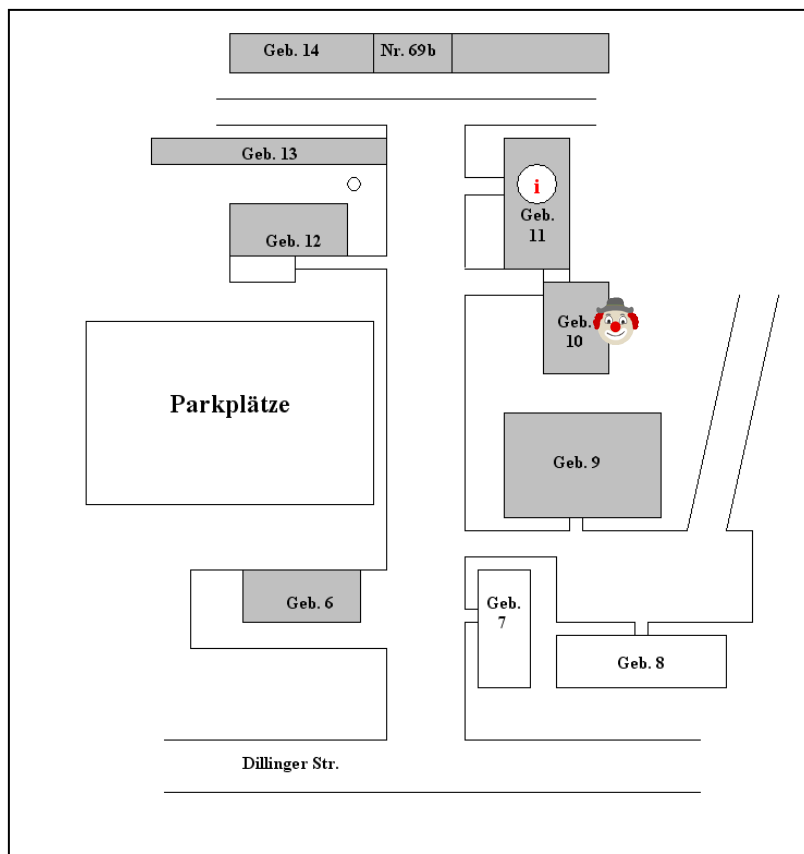 Geb. 14 Nr. 69b
Geb. 13
i
Geb.
11
Geb. 12
Geb.
10
Parkplätze
Geb. 9
Geb. 6
Geb.
7
Geb. 8
Dillinger Str.